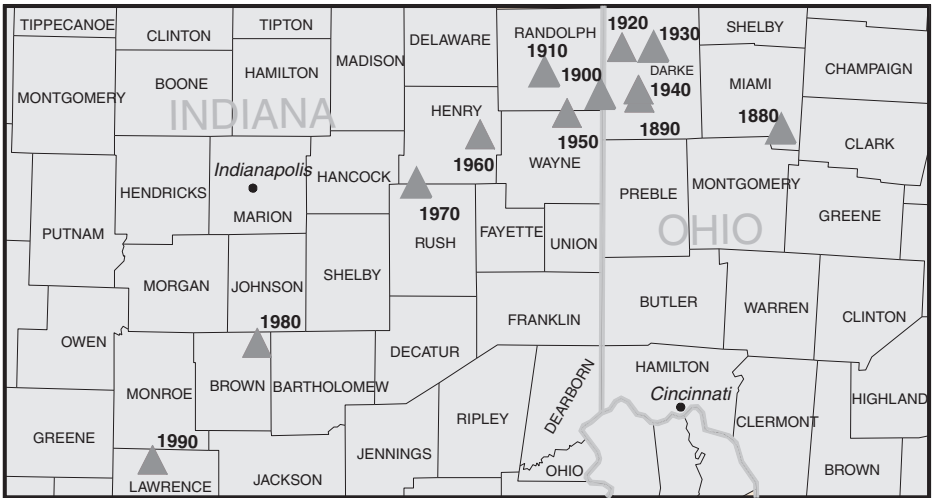 TIPPECANOE
CLINTON
TIPTON
DELAWARE
RANDOLPH
1920
1930
SHELBY
1910
1900
DARKE
1940
MADISON
BOONE
HAMILTON
MIAMI
CHAMPAIGN
MONTGOMERY
INDIANA
HENRY
1880
1950
1890
1960
WAYNE
CLARK
Indianapolis
HANCOCK
HENDRICKS
MARION
PREBLE
MONTGOMERY
GREENE
1970
RUSH
FAYETTE
UNION
OHIO
PUTNAM
MORGAN
JOHNSON
SHELBY
BUTLER
WARREN
CLINTON
FRANKLIN
1980
OWEN
DECATUR
HAMILTON
Cincinnati
MONROE
BROWN
BARTHOLOMEW
DEARBORN
HIGHLAND
RIPLEY
CLERMONT
GREENE
1990
JENNINGS
OHIO
BROWN
LAWRENCE
JACKSON